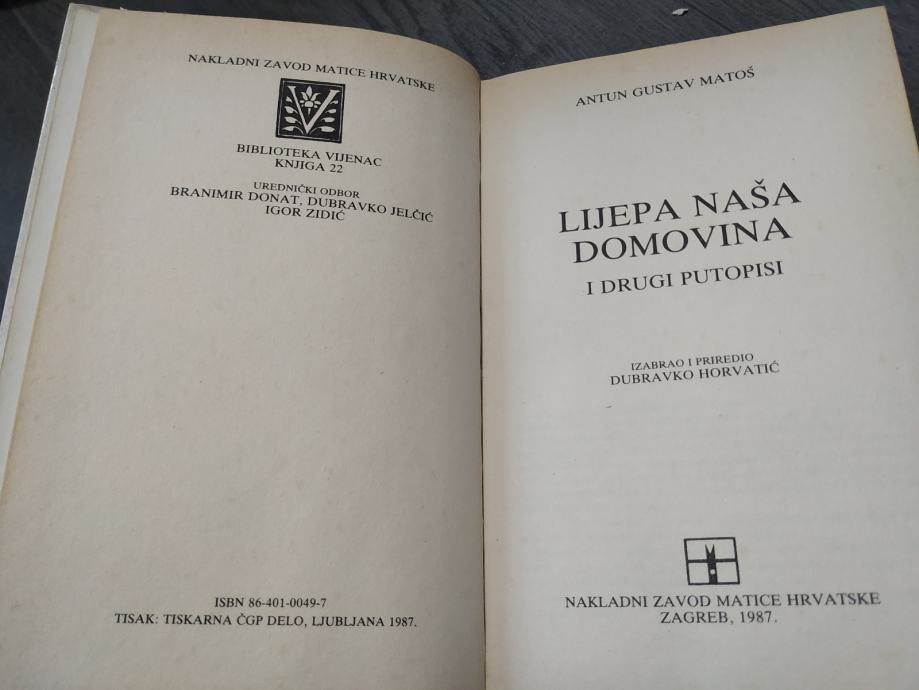 NAKLADNI ZAVOD MATICE HRVATSKE
V
BIBLIOTEKA VIJENAC
KNJIGA 22
UREDNIČKI ODBOR
BRANIMIR DONAT, DUBRAVKO JELČIĆ
IGOR ZIDIĆ
ISBN 86-401-0049-7
TISAK: TISKARNA ČGP DELO, LJUBLJANA 1987.
ANTUN GUSTAV MATOŠ
LIJEPA NAŠA
DOMOVINA
I DRUGI PUTOPISI
IZABRAO I PRIREDIO
DUBRAVKO HORVATIĆ
NAKLADNI ZAVOD MATICE HRVATSKE
ZAGREB, 1987.